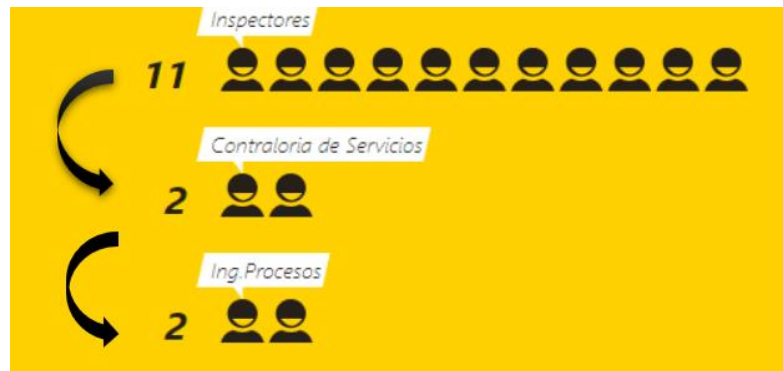 Inspectores
11
Contraloria de Servicios
2
Ing.Procesos
2